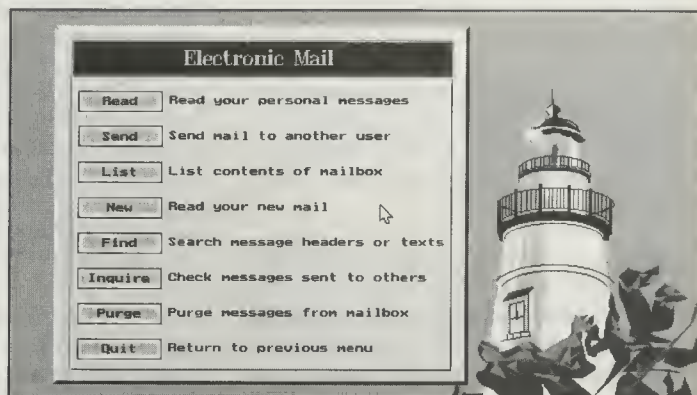 Electronic Mail
Read Read your personal messages
Send Send mail to another user
List List contents of mailbox
New Read your new mail
Find Search message headers or texts
Inquire Check messages sent to others
Purge Purge messages from mailbox
Quit Return to previous menu